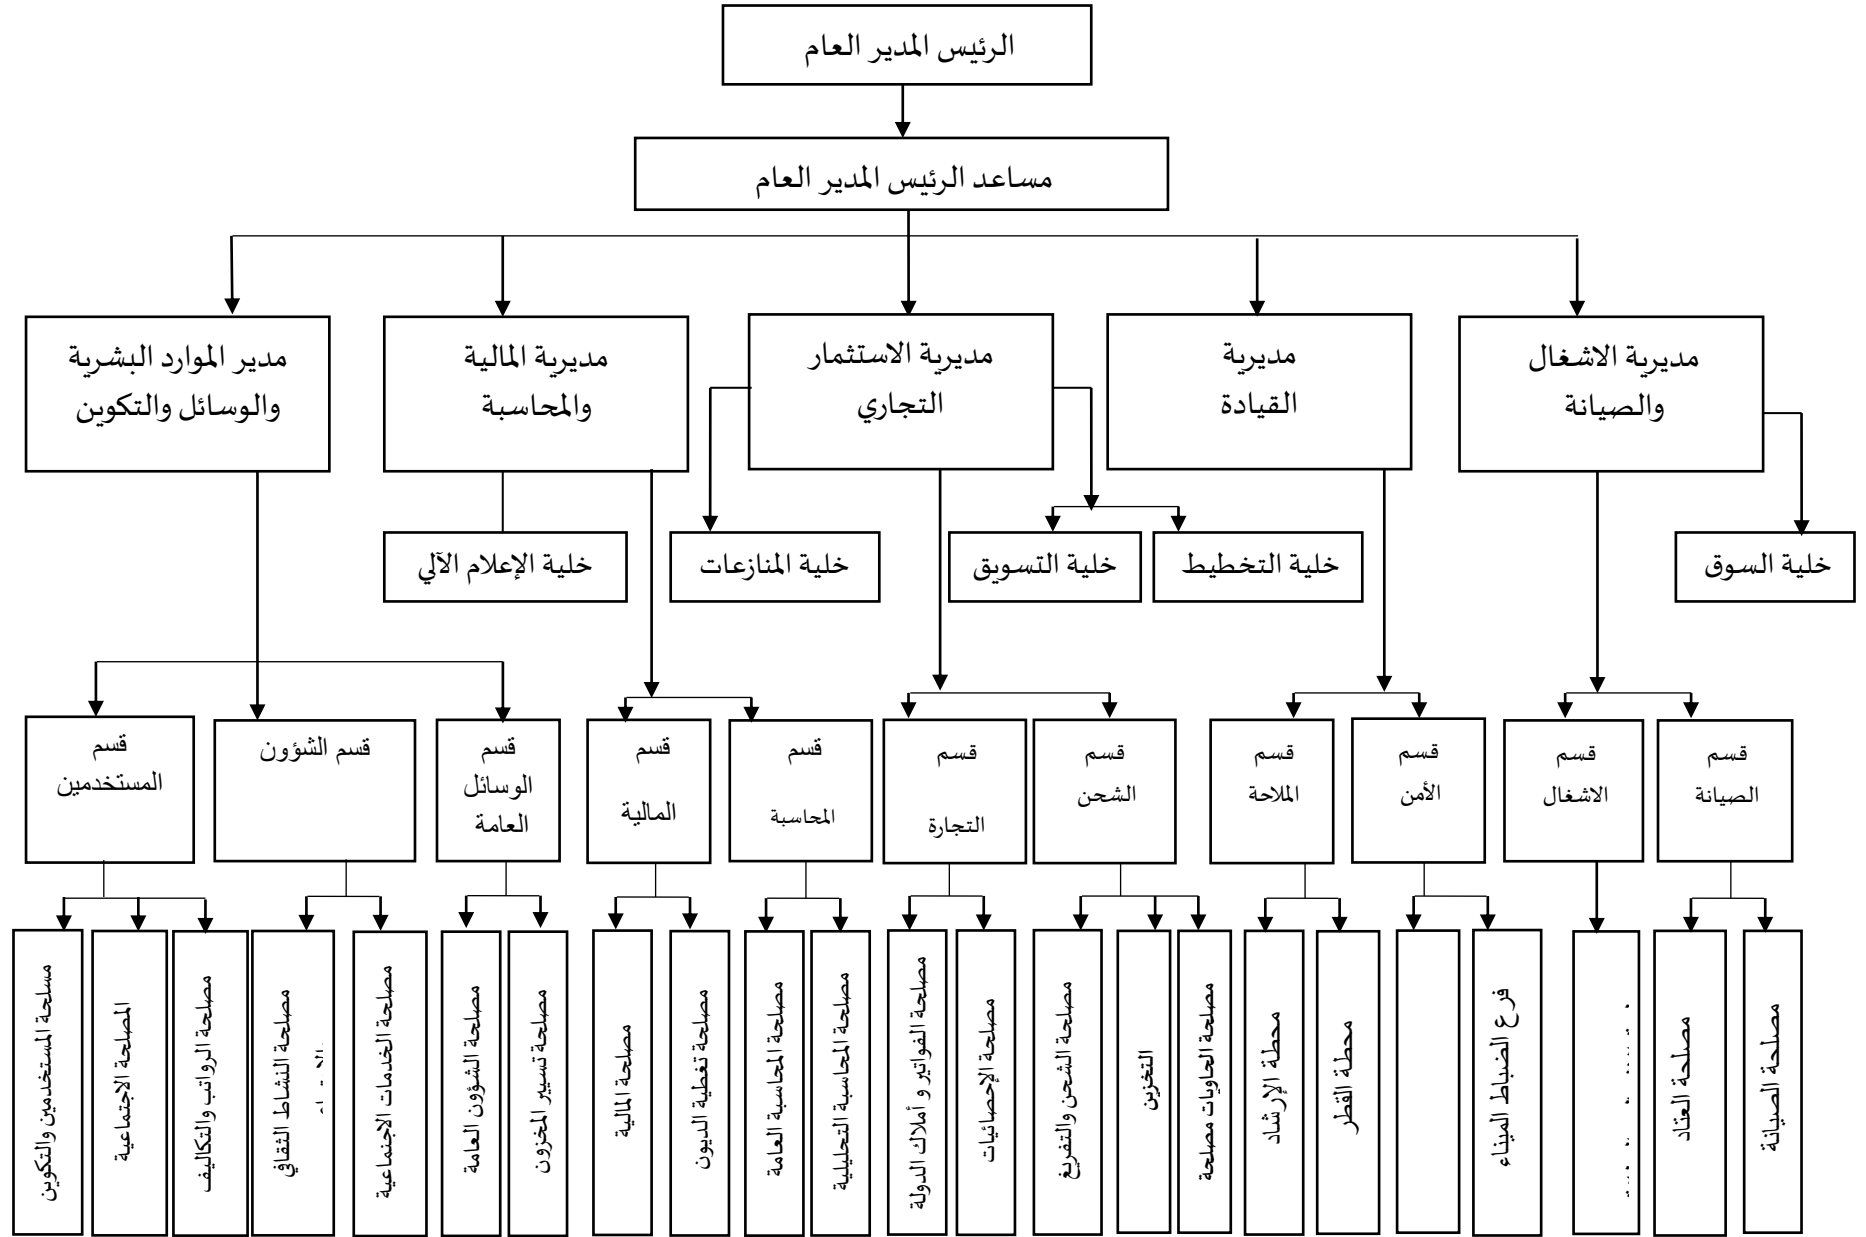 الرئيس المدير العام
مساعد الرئيس المدير العام
مديرية الاشغال
والصيانة
مديرية
القيادة
مديرية الاستثمار
التجاري
مديرية المالية
والمحاسبة
مدير الموارد البشرية
والوسائل والتكوين
خلية السوق
خلية التخطيط
خلية التسويق
خلية المنازعات
خلية الإعلام الآلي
قسم
الصيانة
قسم
الاشغال
قسم
الأمن
قسم
الملاحة
قسم
الشحن
قسم
التجارة
قسم
المحاسبة
قسم
المالية
قسم
الوسائل
العامة
قسم الشؤون
قسم
المستخدمين
مصلحة الصيانة
مصلحة العتاد
فرع الضباط الميناء
محطة القطر
محطة الإرشاد
مصلحة الحاويات مصلحة
التخزين
مصلحة الشحن والتفريغ
مصلحة الإحصائيات
مصلحة الفواتير و أملاك الدولة
مصلحة المحاسبة التحليلية
مصلحة المحاسبة العامة
مصلحة تغطية الديون
مصلحة المالية
مصلحة تسيير المخزون
مصلحة الشؤون العامة
مصلحة الخدمات الاجتماعية
مصلحة النشاط الثقافي
مصلحة الرواتب والتكاليف
المصلحة الاجتماعية
مسلحة المستخدمين والتكوين